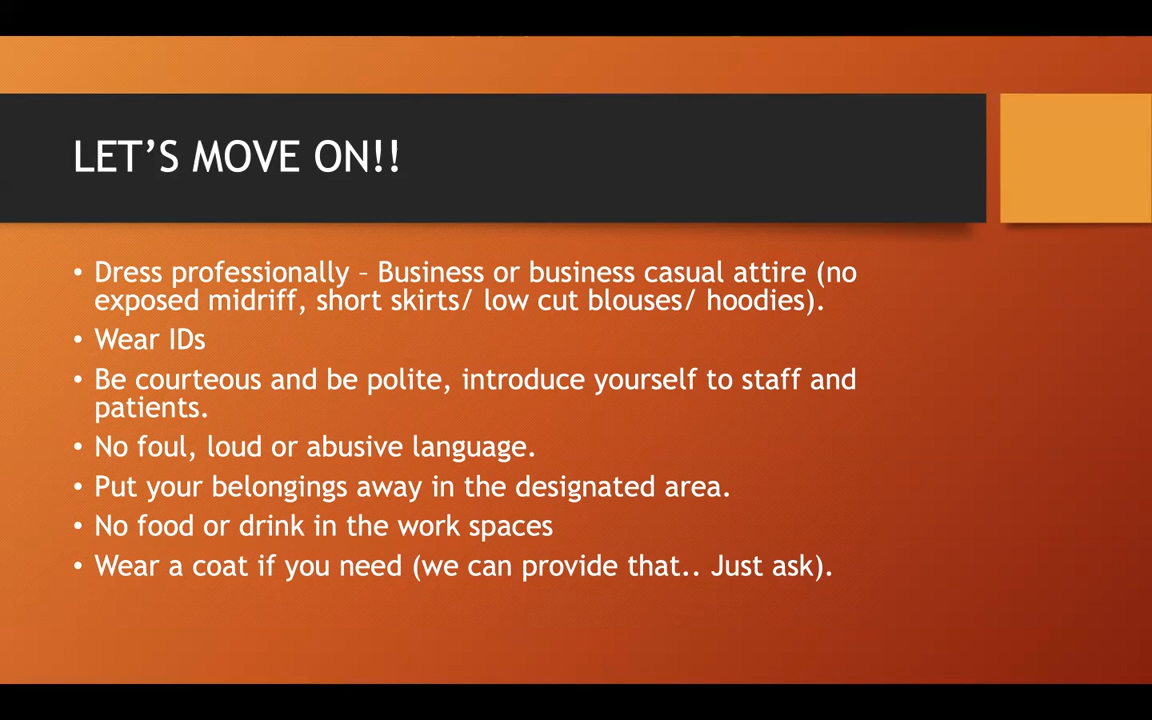 LET’S MOVE ON!!
• Dress professionally – Business or business casual attire (no
exposed midriff, short skirts/ low cut blouses/ hoodies).
• Wear IDs
• Be courteous and be polite, introduce yourself to staff and
patients.
• No foul, loud or abusive language.
• Put your belongings away in the designated area.
• No food or drink in the work spaces
• Wear a coat if you need (we can provide that.. Just ask).